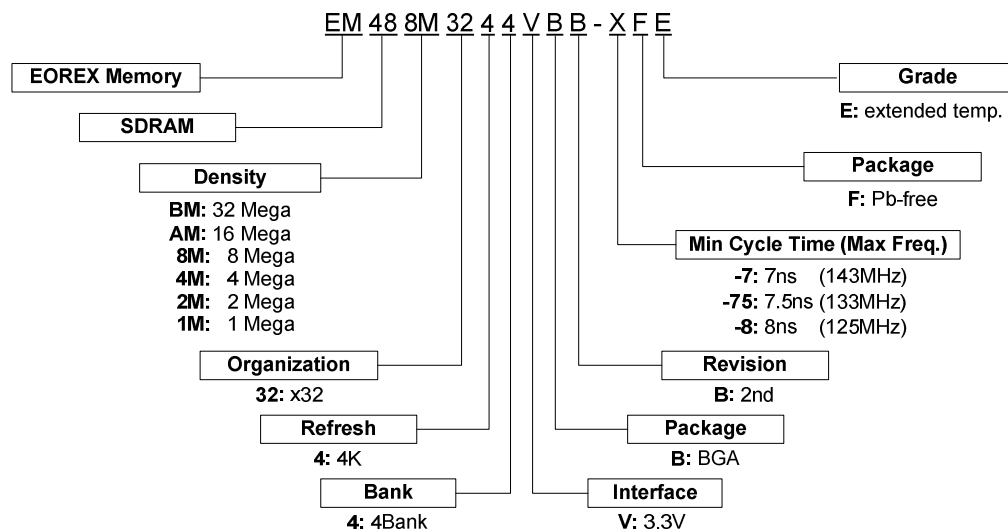 EM 48 8M 32 4 4 V B B - X F E
EOREX Memory
Grade
E: extended temp.
SDRAM
Package
F: Pb-free
Density
BM: 32 Mega
AM: 16 Mega
8M: 8 Mega
4M: 4 Mega
2M: 2 Mega
1M: 1 Mega
Min Cycle Time (Max Freq.)
-7: 7ns (143MHz)
-75: 7.5ns (133MHz)
-8: 8ns (125MHz)
Organization
32: x32
Revision
B: 2nd
Refresh
4: 4K
Package
B: BGA
Bank
4: 4Bank
Interface
V: 3.3V